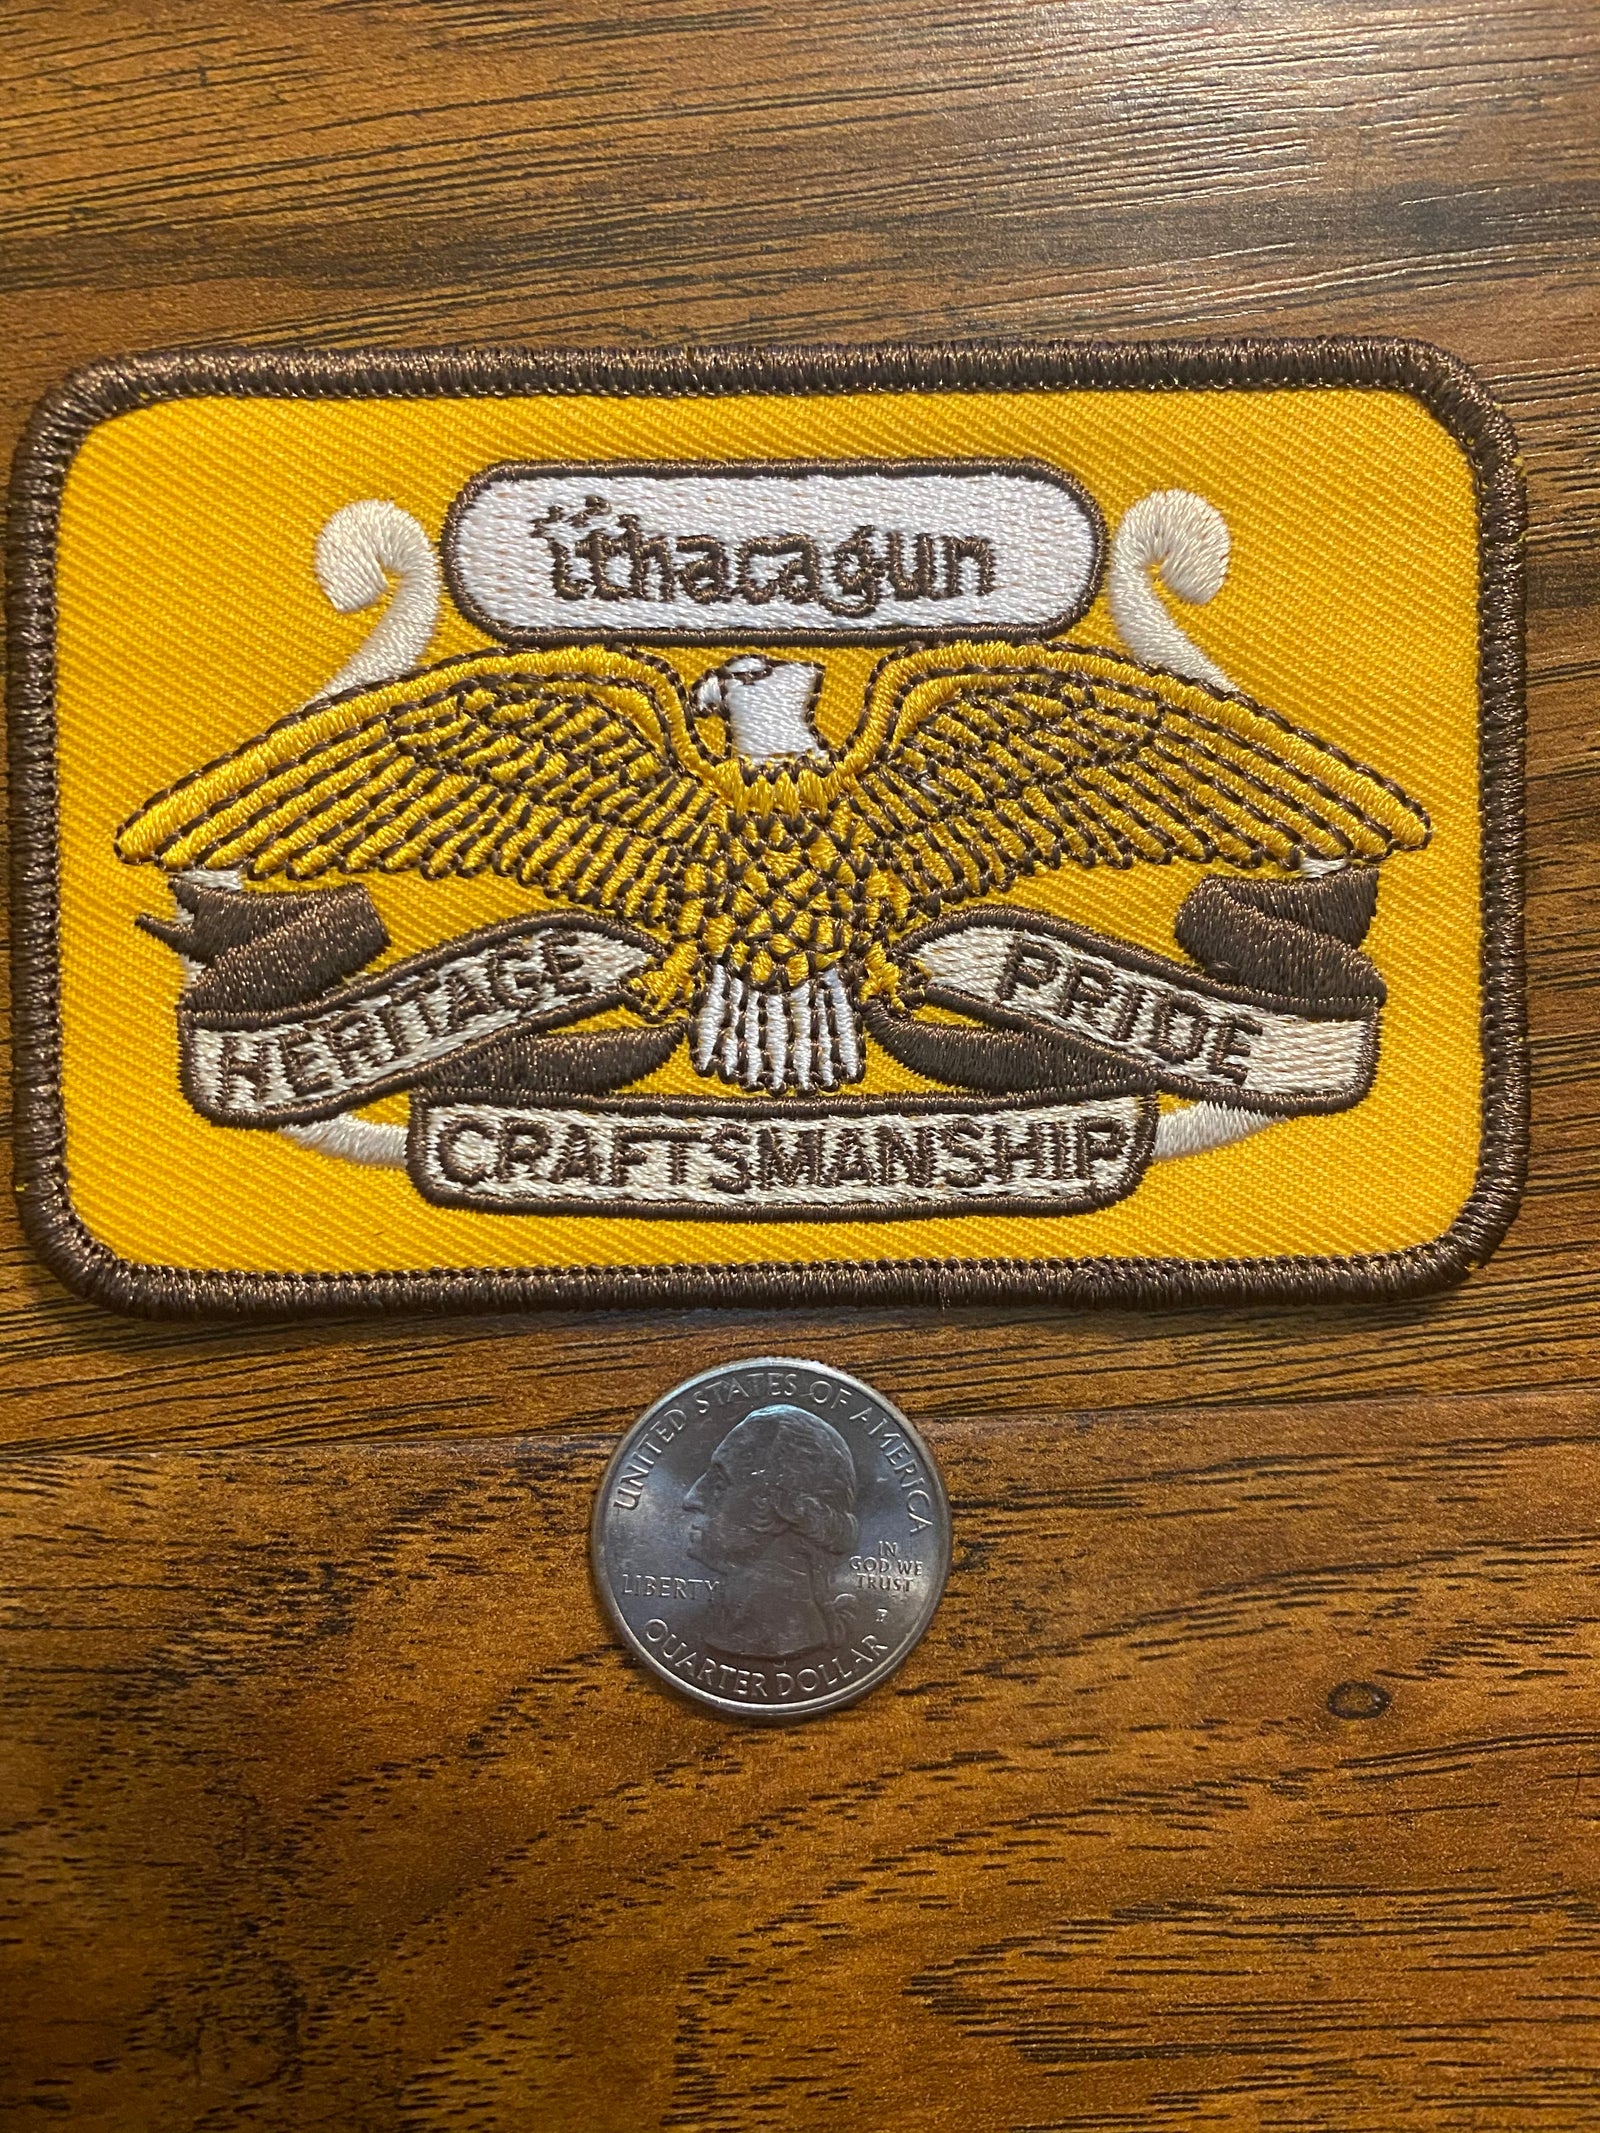 ithacagun
HERITAGE
PRIDE
CRAFTSMANSHIP
UNITED STATES OF AMERICA
LIBERTY
IN
GOD WE
TRUST
P
QUARTER DOLLAR